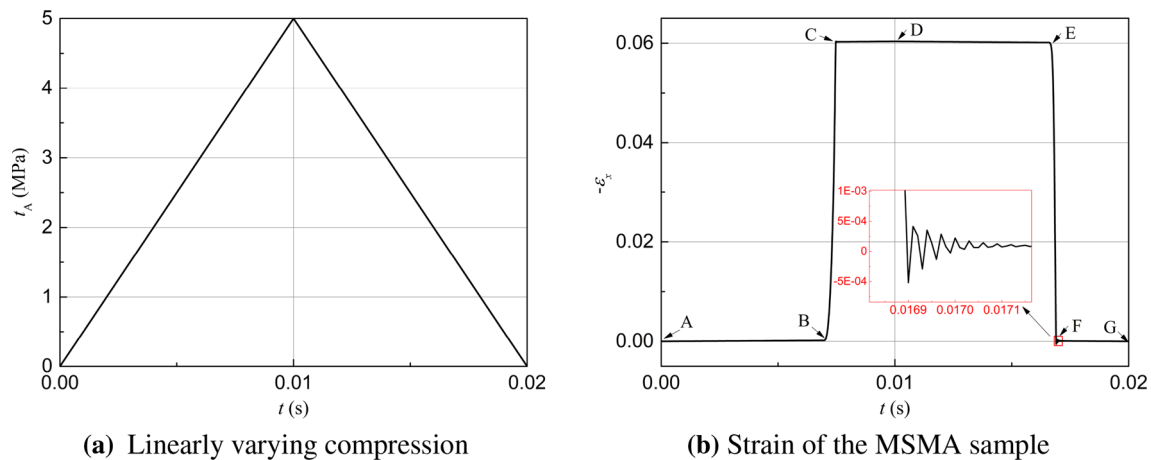 5
4
3
2
1
0
t_A (MPa)
0.00
0.01
0.02
t (s)
(a) Linearly varying compression
0.06
0.04
0.02
0.00
-ε_x
C
D
E
A
B
F
G
1E-03
5E-04
0
-5E-04
0.0169
0.0170
0.0171
0.00
0.01
0.02
t (s)
(b) Strain of the MSMA sample